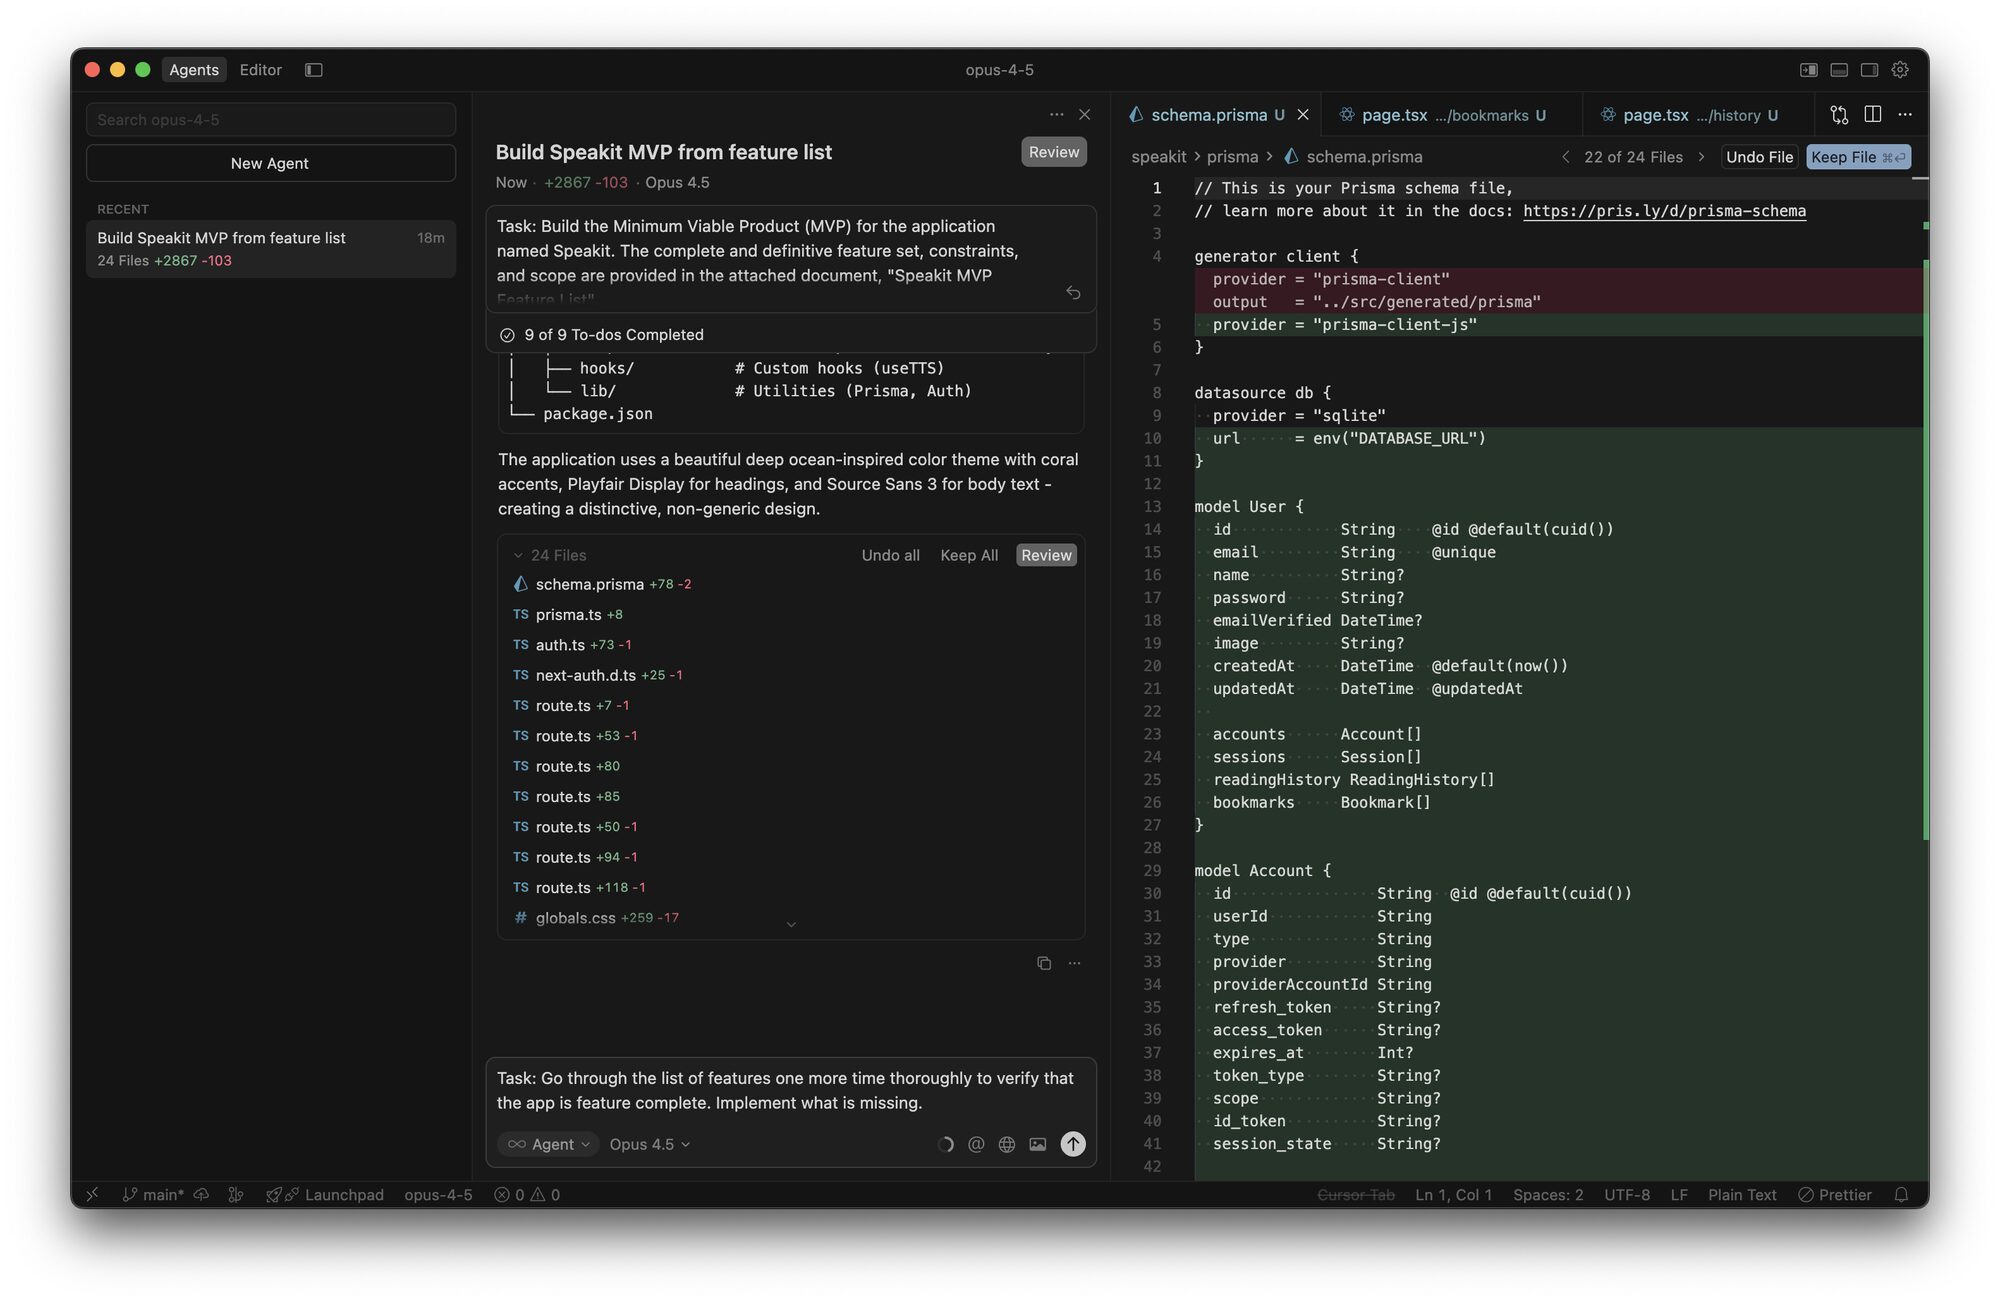 Agents Editor
opus-4-5
Search opus-4-5
New Agent
RECENT
Build Speakit MVP from feature list 18m
24 Files +2867 -103
Build Speakit MVP from feature list
Review
Now · +2867 -103 · Opus 4.5
Task: Build the Minimum Viable Product (MVP) for the application
named Speakit. The complete and definitive feature set, constraints,
and scope are provided in the attached document, "Speakit MVP
Feature List"
9 of 9 To-dos Completed
│   ├── hooks/ # Custom hooks (useTTS)
│   └── lib/ # Utilities (Prisma, Auth)
└── package.json
The application uses a beautiful deep ocean-inspired color theme with coral
accents, Playfair Display for headings, and Source Sans 3 for body text -
creating a distinctive, non-generic design.
24 Files Undo all Keep All Review
schema.prisma +78 -2
TS prisma.ts +8
TS auth.ts +73 -1
TS next-auth.d.ts +25 -1
TS route.ts +7 -1
TS route.ts +53 -1
TS route.ts +80
TS route.ts +85
TS route.ts +50 -1
TS route.ts +94 -1
TS route.ts +118 -1
# globals.css +259 -17
Task: Go through the list of features one more time thoroughly to verify that
the app is feature complete. Implement what is missing.
Agent Opus 4.5
schema.prisma U page.tsx .../bookmarks U page.tsx .../history U
speakit > prisma > schema.prisma 22 of 24 Files Undo File Keep File ⌘⏎
1 // This is your Prisma schema file,
2 // learn more about it in the docs: https://pris.ly/d/prisma-schema
3
4 generator client {
provider = "prisma-client"
output   = "../src/generated/prisma"
5 provider = "prisma-client-js"
6 }
7
8 datasource db {
9 provider = "sqlite"
10 url      = env("DATABASE_URL")
11 }
12
13 model User {
14 id            String    @id @default(cuid())
15 email         String    @unique
16 name          String?
17 password      String?
18 emailVerified DateTime?
19 image         String?
20 createdAt     DateTime  @default(now())
21 updatedAt     DateTime  @updatedAt
22
23 accounts      Account[]
24 sessions      Session[]
25 readingHistory ReadingHistory[]
26 bookmarks     Bookmark[]
27 }
28
29 model Account {
30 id                String  @id @default(cuid())
31 userId            String
32 type              String
33 provider          String
34 providerAccountId String
35 refresh_token     String?
36 access_token      String?
37 expires_at        Int?
38 token_type        String?
39 scope             String?
40 id_token          String?
41 session_state     String?
42
main* Launchpad opus-4-5 0 0
Cursor Tab Ln 1, Col 1 Spaces: 2 UTF-8 LF Plain Text Prettier